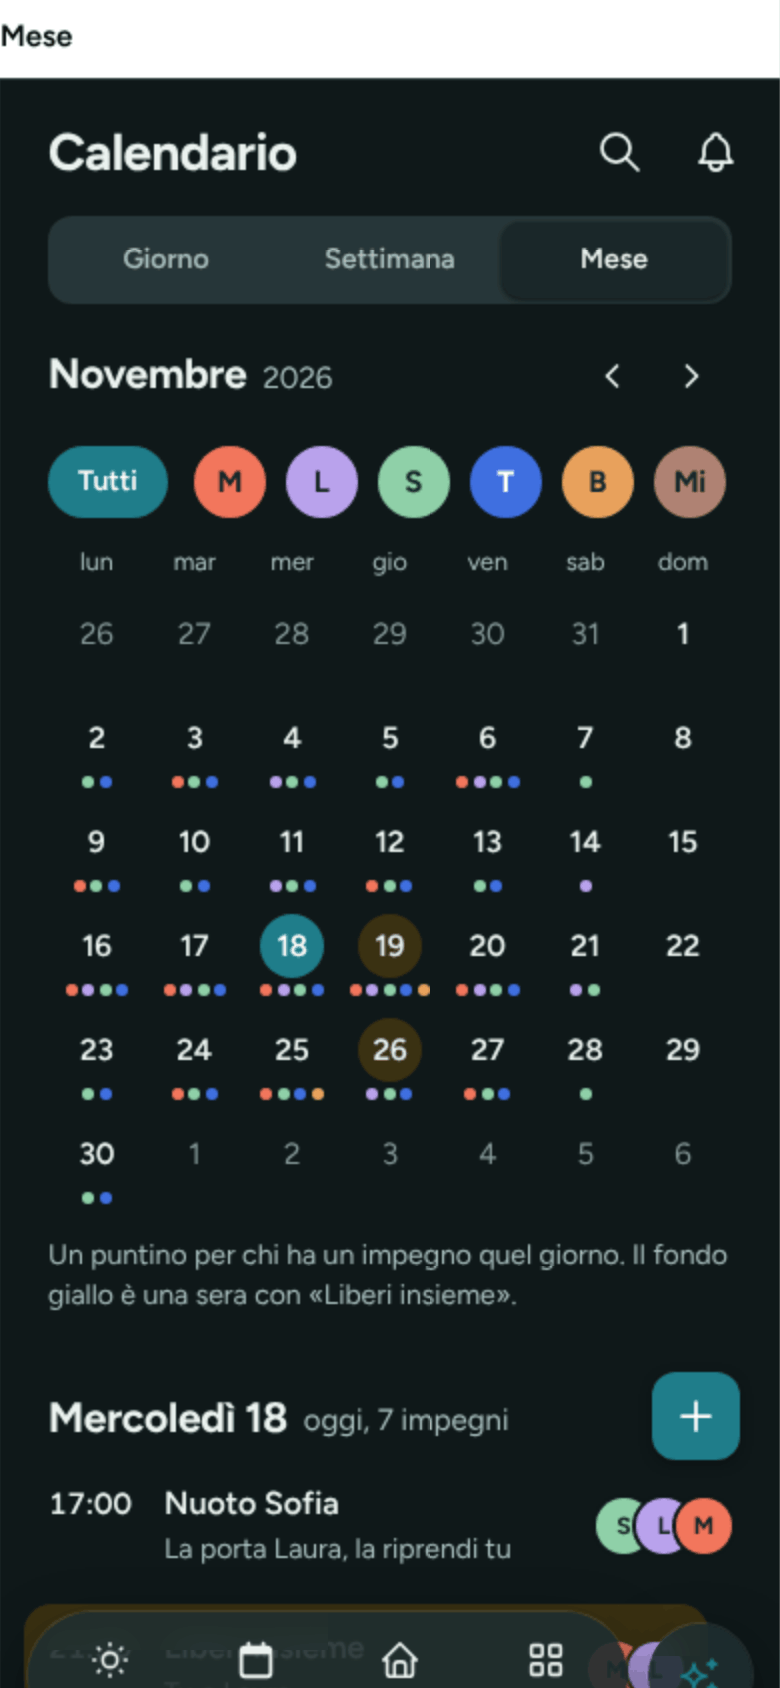 Mese
Calendario
Giorno Settimana Mese
Novembre 2026
Tutti M L S T B Mi
lun mar mer gio ven sab dom
26 27 28 29 30 31 1
2 3 4 5 6 7 8
9 10 11 12 13 14 15
16 17 18 19 20 21 22
23 24 25 26 27 28 29
30 1 2 3 4 5 6
Un puntino per chi ha un impegno quel giorno. Il fondo
giallo è una sera con «Liberi insieme».
Mercoledì 18 oggi, 7 impegni
17:00 Nuoto Sofia S L M
La porta Laura, la riprendi tu